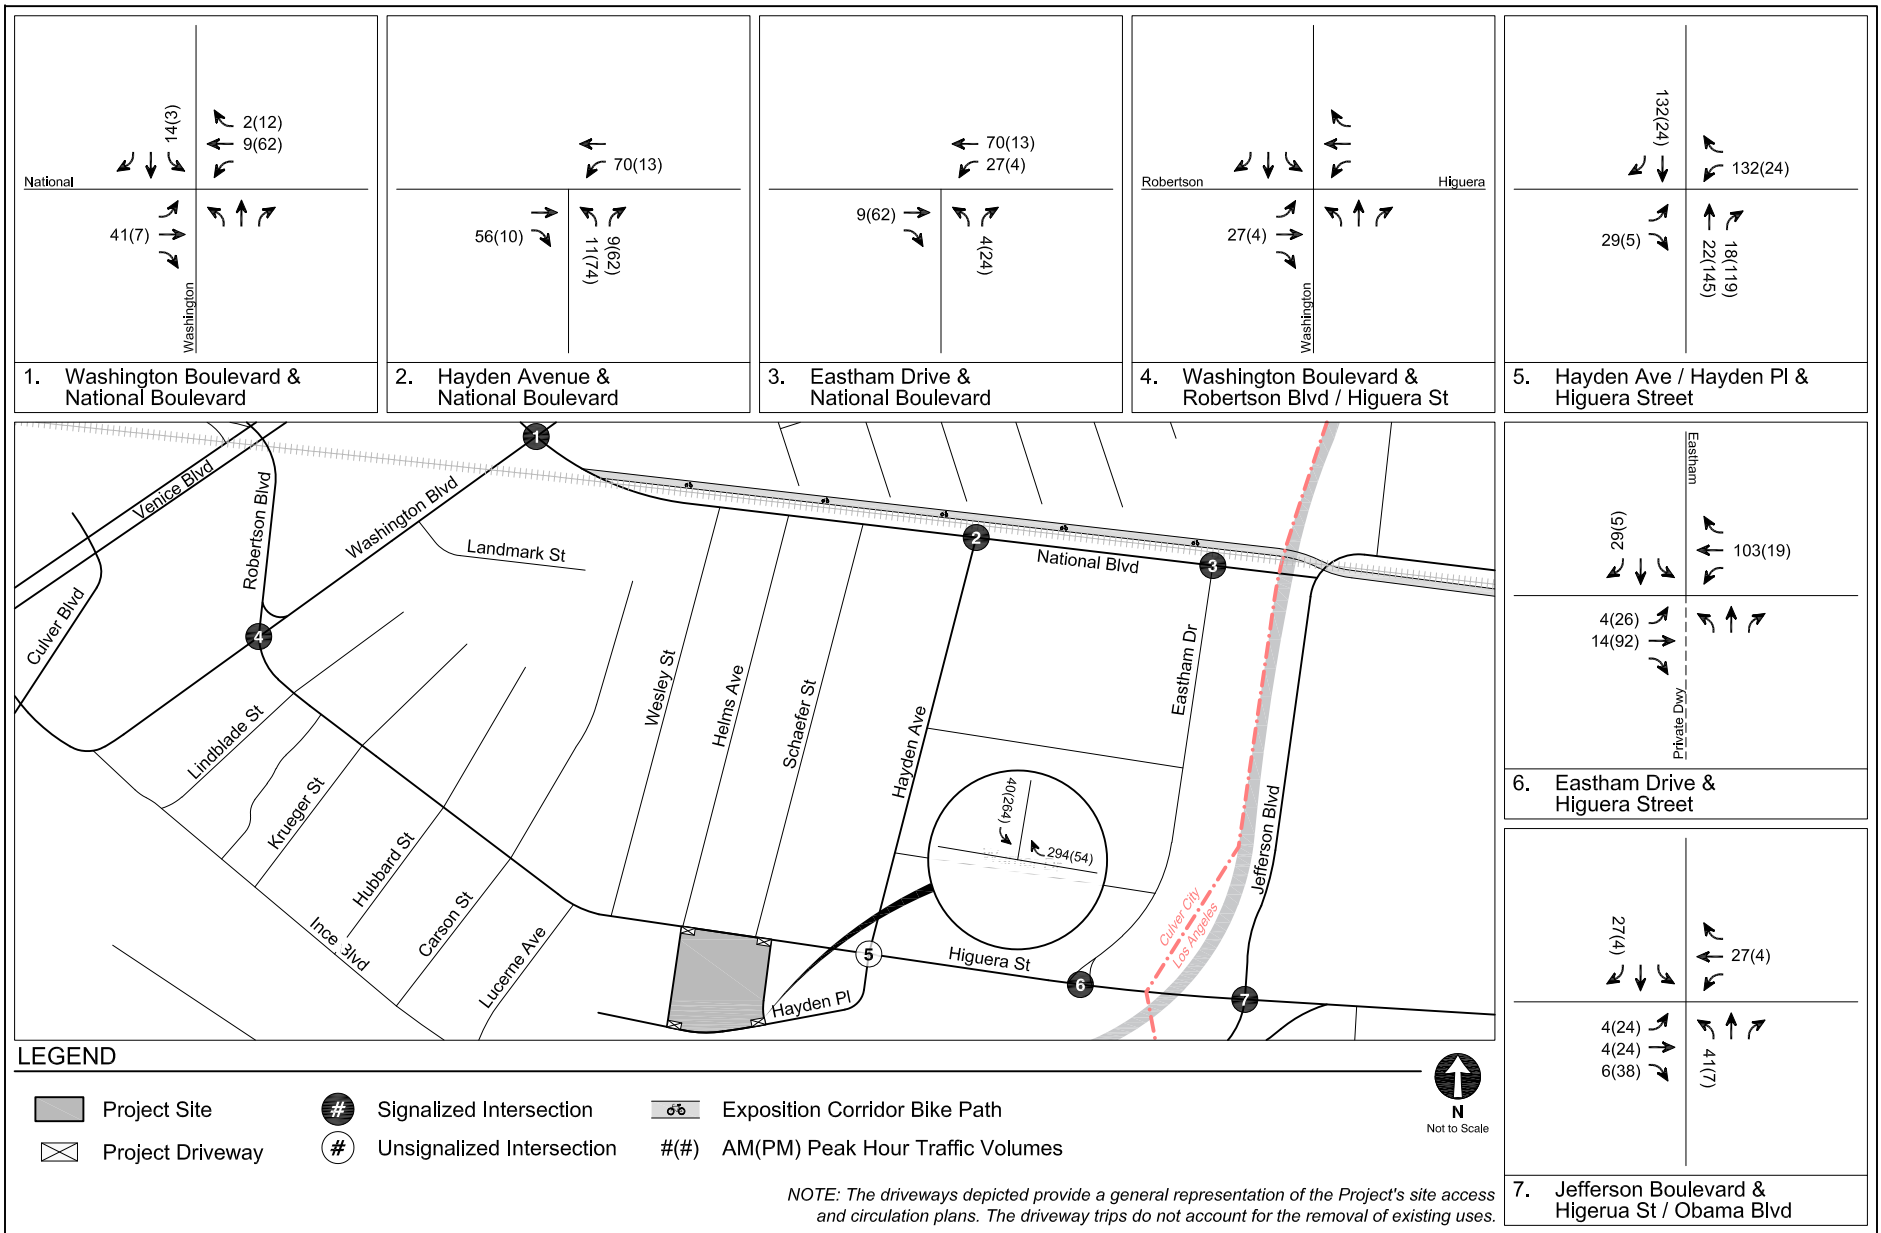 14(3)
2(12)
9(62)
National
41(7)
Washington
1. Washington Boulevard &
National Boulevard
70(13)
56(10)
11(74)
9(62)
2. Hayden Avenue &
National Boulevard
70(13)
27(4)
9(62)
4(24)
3. Eastham Drive &
National Boulevard
Robertson
Higuera
27(4)
Washington
4. Washington Boulevard &
Robertson Blvd / Higuera St
132(24)
132(24)
29(5)
22(145)
18(119)
5. Hayden Ave / Hayden Pl &
Higuera Street
Eastham
29(5)
103(19)
4(26)
14(92)
Private Dwy
6. Eastham Drive &
Higuera Street
27(4)
27(4)
4(24)
4(24)
6(38)
41(7)
7. Jefferson Boulevard &
Higerua St / Obama Blvd
1
Venice Blvd
Robertson Blvd
Washington Blvd
Landmark St
2
National Blvd
3
Culver Blvd
4
Wesley St
Helms Ave
Schaefer St
Hayden Ave
Eastham Dr
Jefferson Blvd
Lindblade St
Krueger St
Hubbard St
Carson St
Ince Blvd
Lucerne Ave
40(264)
294(54)
Culver City
Los Angeles
5
Higuera St
6
7
Hayden Pl
LEGEND
Project Site
Project Driveway
# Signalized Intersection
# Unsignalized Intersection
Exposition Corridor Bike Path
#(#) AM(PM) Peak Hour Traffic Volumes
N
Not to Scale
NOTE: The driveways depicted provide a general representation of the Project's site access
and circulation plans. The driveway trips do not account for the removal of existing uses.